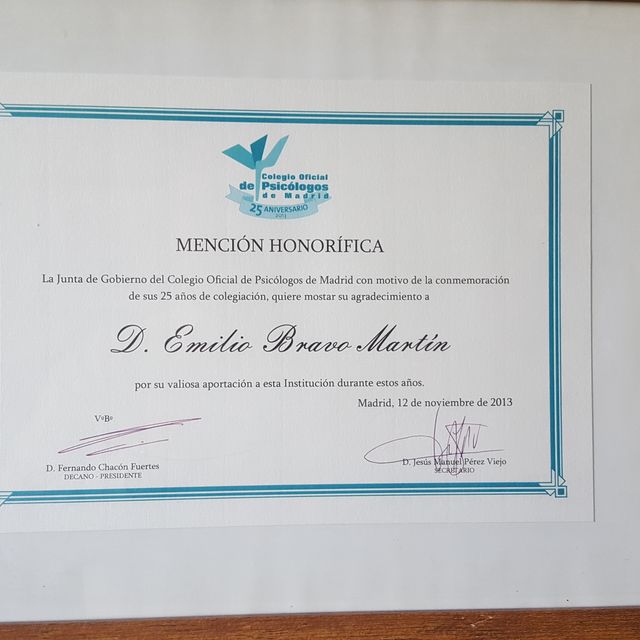 Colegio Oficial
de Psicólogos
de Madrid
25 ANIVERSARIO
2013
MENCIÓN HONORÍFICA
La Junta de Gobierno del Colegio Oficial de Psicólogos de Madrid con motivo de la conmemoración
de sus 25 años de colegiación, quiere mostar su agradecimiento a
D. Emilio Bravo Martín
por su valiosa aportación a esta Institución durante estos años.
Madrid, 12 de noviembre de 2013
VºBº
D. Fernando Chacón Fuertes
DECANO - PRESIDENTE
D. Jesús Manuel Pérez Viejo
SECRETARIO